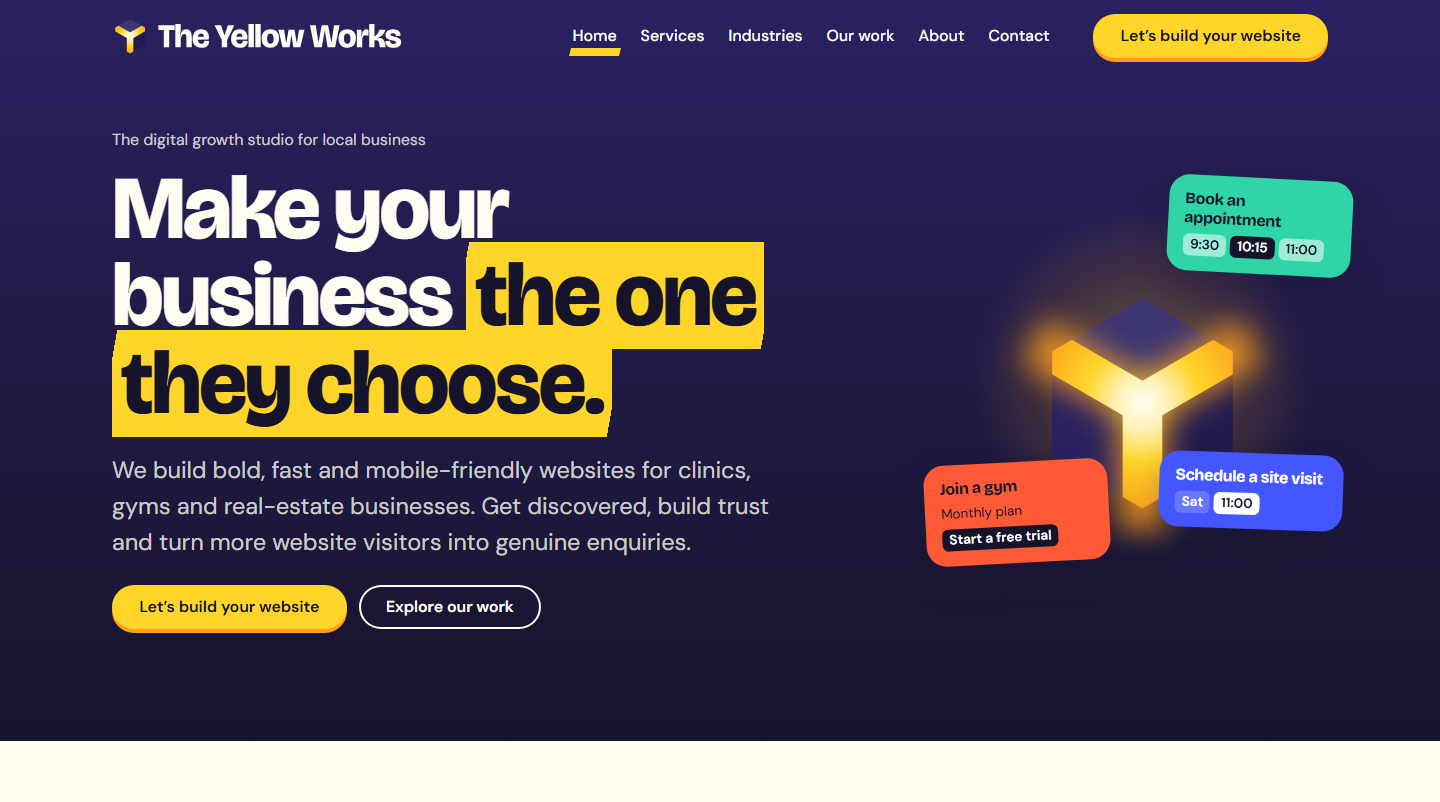 The Yellow Works
Home Services Industries Our work About Contact
Let's build your website
The digital growth studio for local business
Make your
business the one
they choose.
We build bold, fast and mobile-friendly websites for clinics,
gyms and real-estate businesses. Get discovered, build trust
and turn more website visitors into genuine enquiries.
Let's build your website
Explore our work
Book an
appointment
9:30 10:15 11:00
Join a gym
Monthly plan
Start a free trial
Schedule a site visit
Sat 11:00